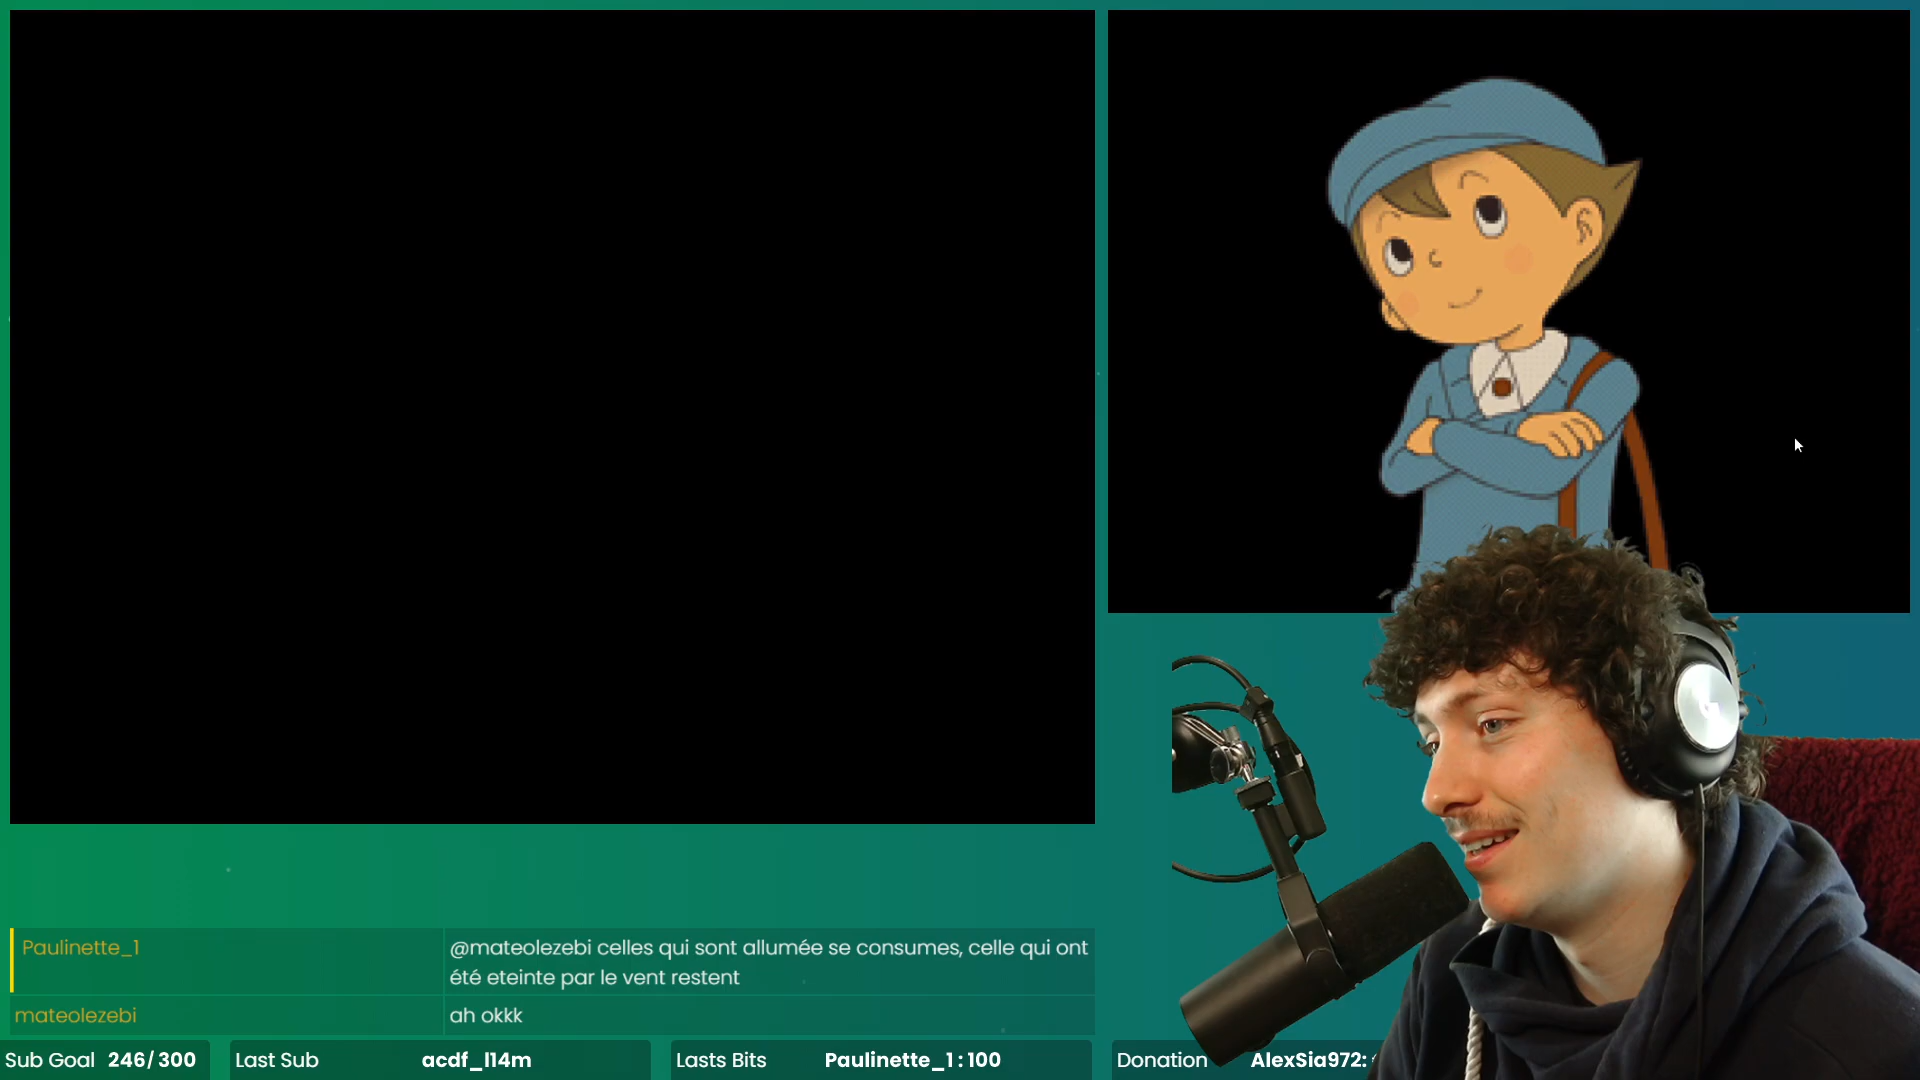 Paulinette_1
@mateolezebi celles qui sont allumée se consumes, celle qui ont
été eteinte par le vent restent
mateolezebi
ah okkk
Sub Goal 246/300
Last Sub acdf_l14m
Lasts Bits Paulinette_1 : 100
Donation AlexSia972: